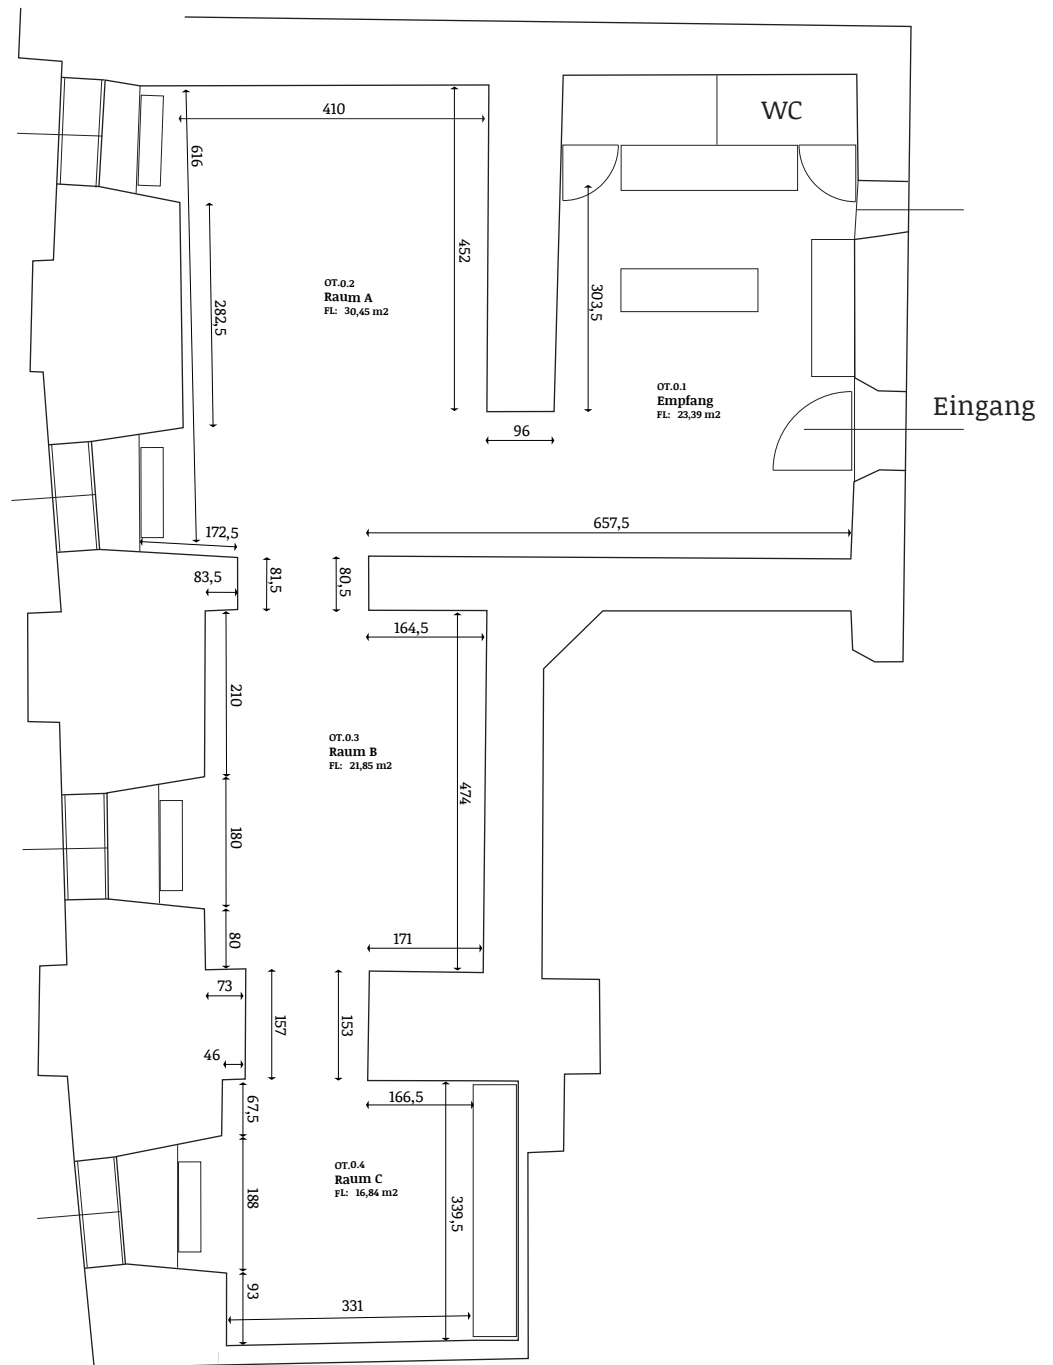 WC
410
616
452
282,5
303,5
OT.0.2
Raum A
FL: 30,45 m2
OT.0.1
Empfang
FL: 23,39 m2
Eingang
96
657,5
172,5
83,5
81,5
80,5
164,5
210
OT.0.3
Raum B
FL: 21,85 m2
474
180
80
171
73
157
153
46
67,5
166,5
OT.0.4
Raum C
FL: 16,84 m2
188
339,5
93
331